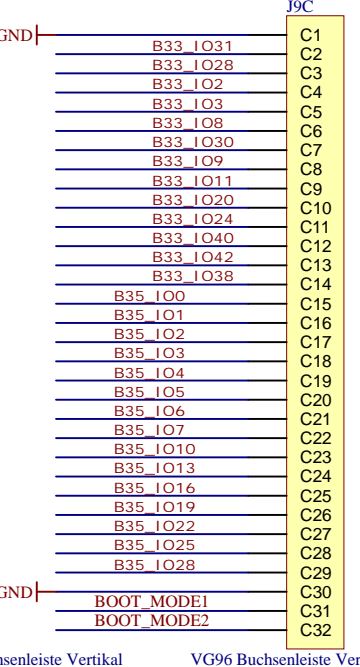 J9C
GND C1
B33_IO31 C2
B33_IO28 C3
B33_IO2 C4
B33_IO3 C5
B33_IO8 C6
B33_IO30 C7
B33_IO9 C8
B33_IO11 C9
B33_IO20 C10
B33_IO24 C11
B33_IO40 C12
B33_IO42 C13
B33_IO38 C14
B35_IO0 C15
B35_IO1 C16
B35_IO2 C17
B35_IO3 C18
B35_IO4 C19
B35_IO5 C20
B35_IO6 C21
B35_IO7 C22
B35_IO10 C23
B35_IO13 C24
B35_IO16 C25
B35_IO19 C26
B35_IO22 C27
B35_IO25 C28
B35_IO28 C29
GND C30
BOOT_MODE1 C31
BOOT_MODE2 C32
hsenleiste Vertikal VG96 Buchsenleiste Ver